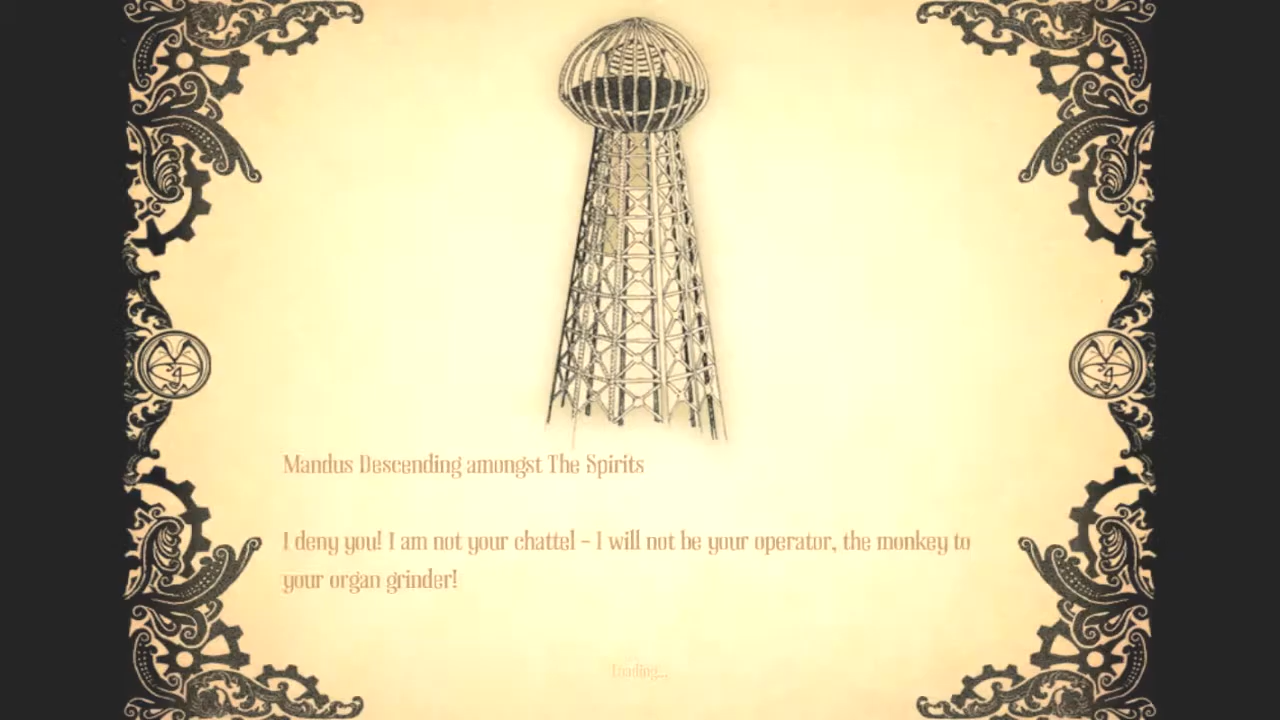 Mandus Descending amongst The Spirits
I deny you! I am not your chattel - I will not be your operator, the monkey to
your organ grinder!
Loading...